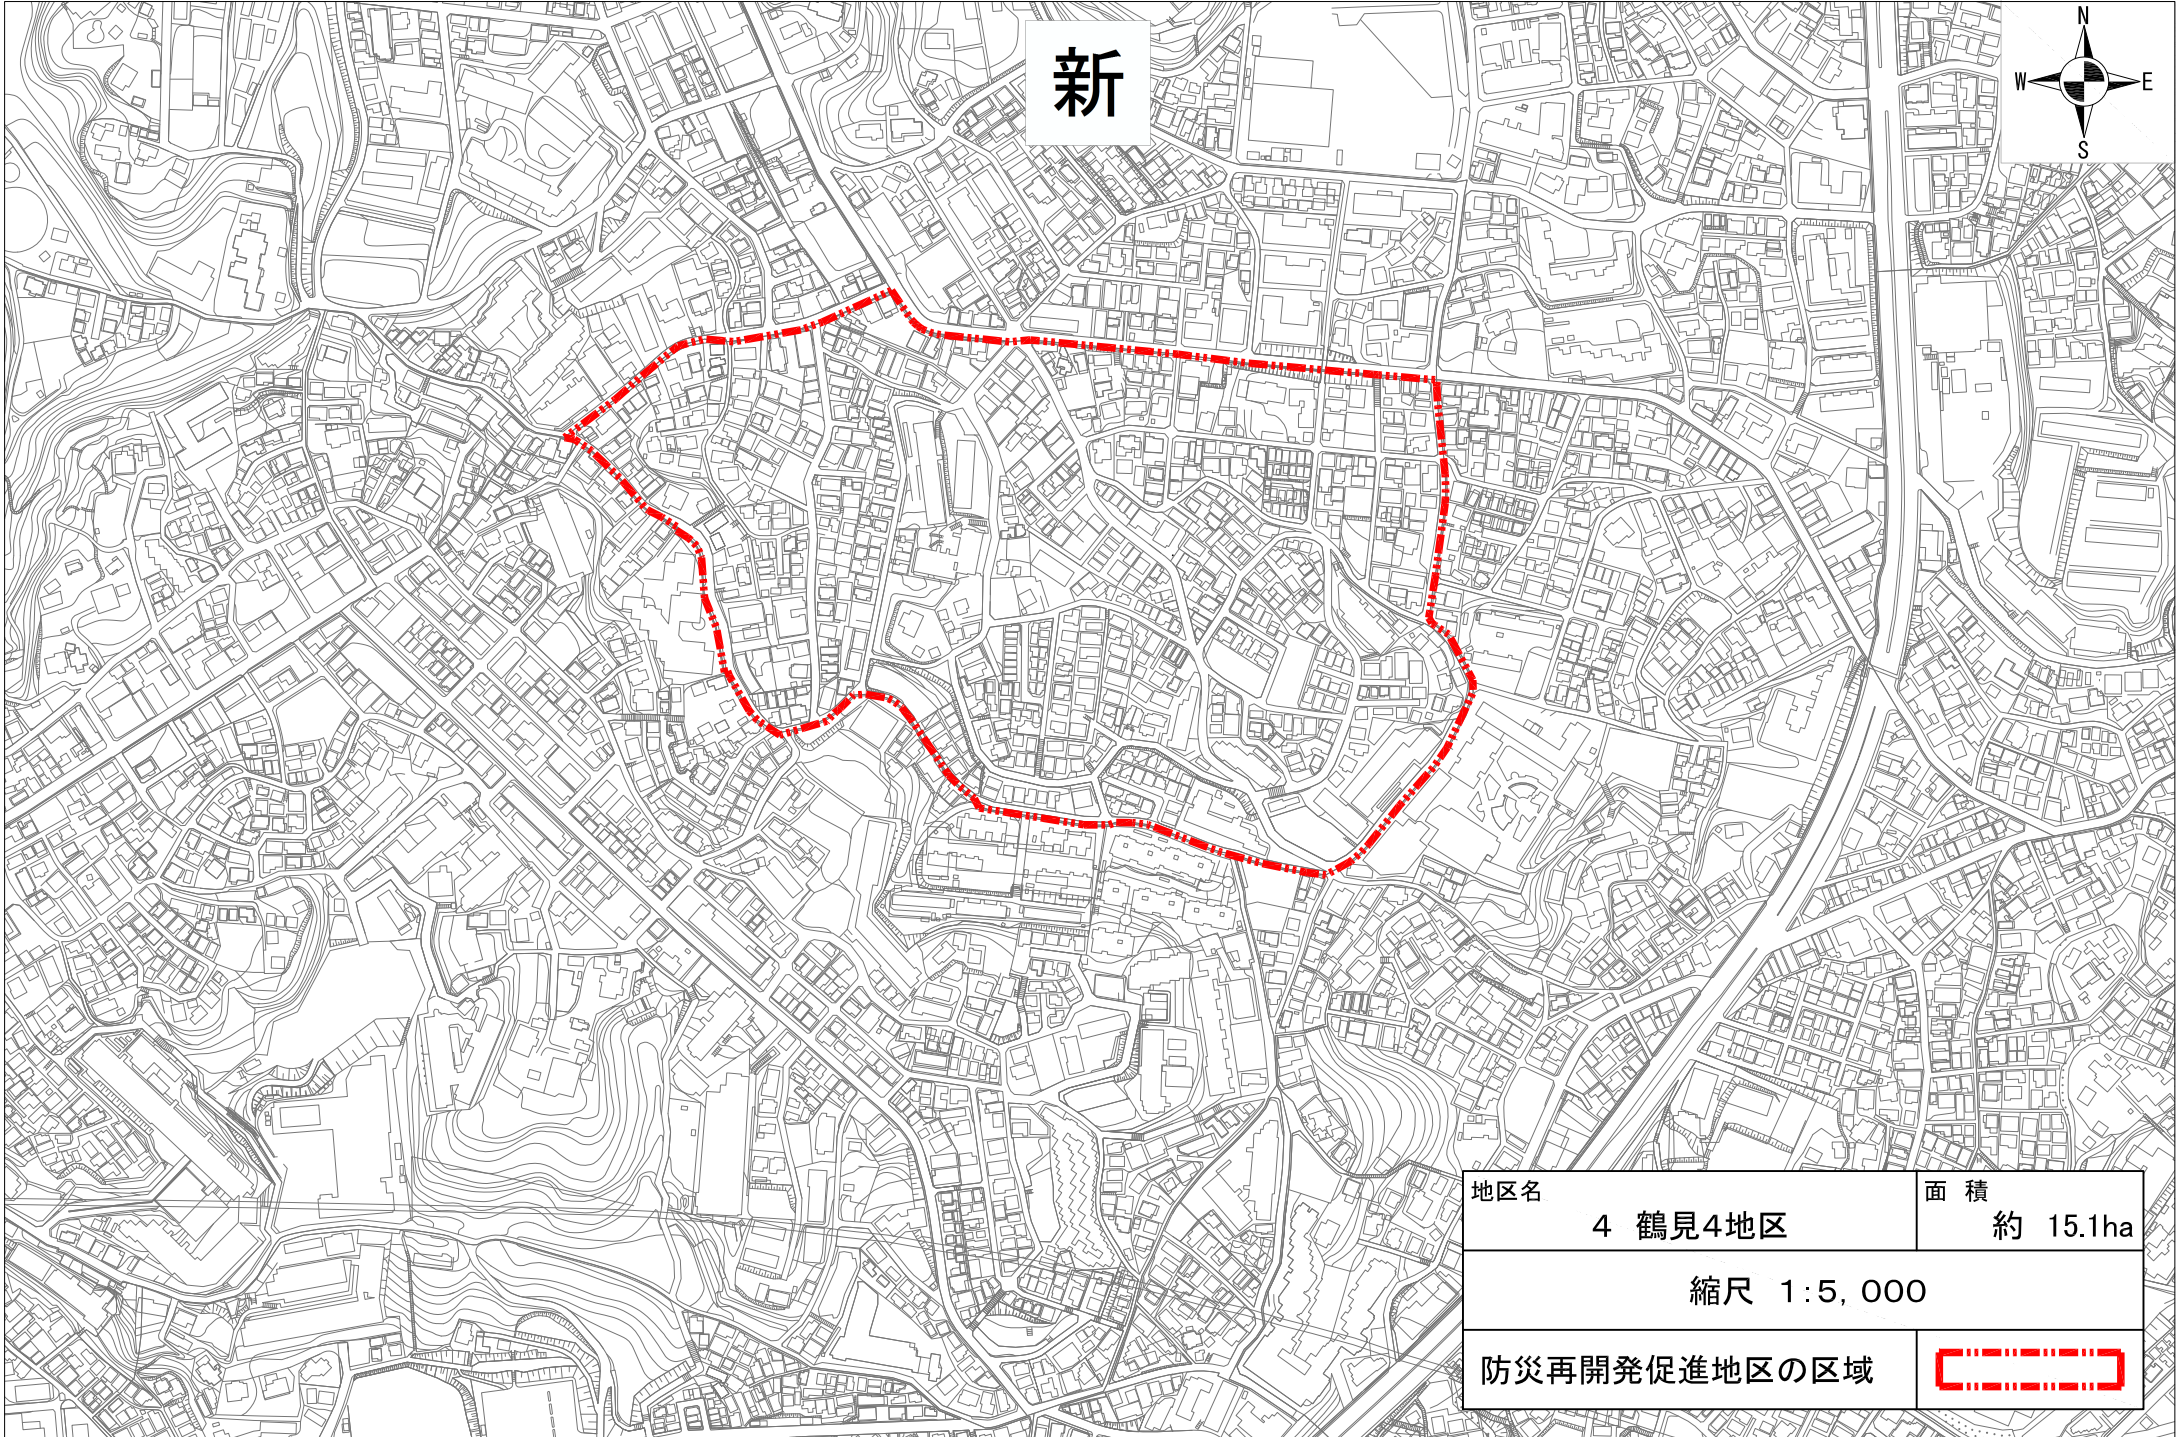 新
N
W E
S
地区名
4 鶴見4地区
面 積
約 15.1ha
縮尺 1:5,000
防災再開発促進地区の区域